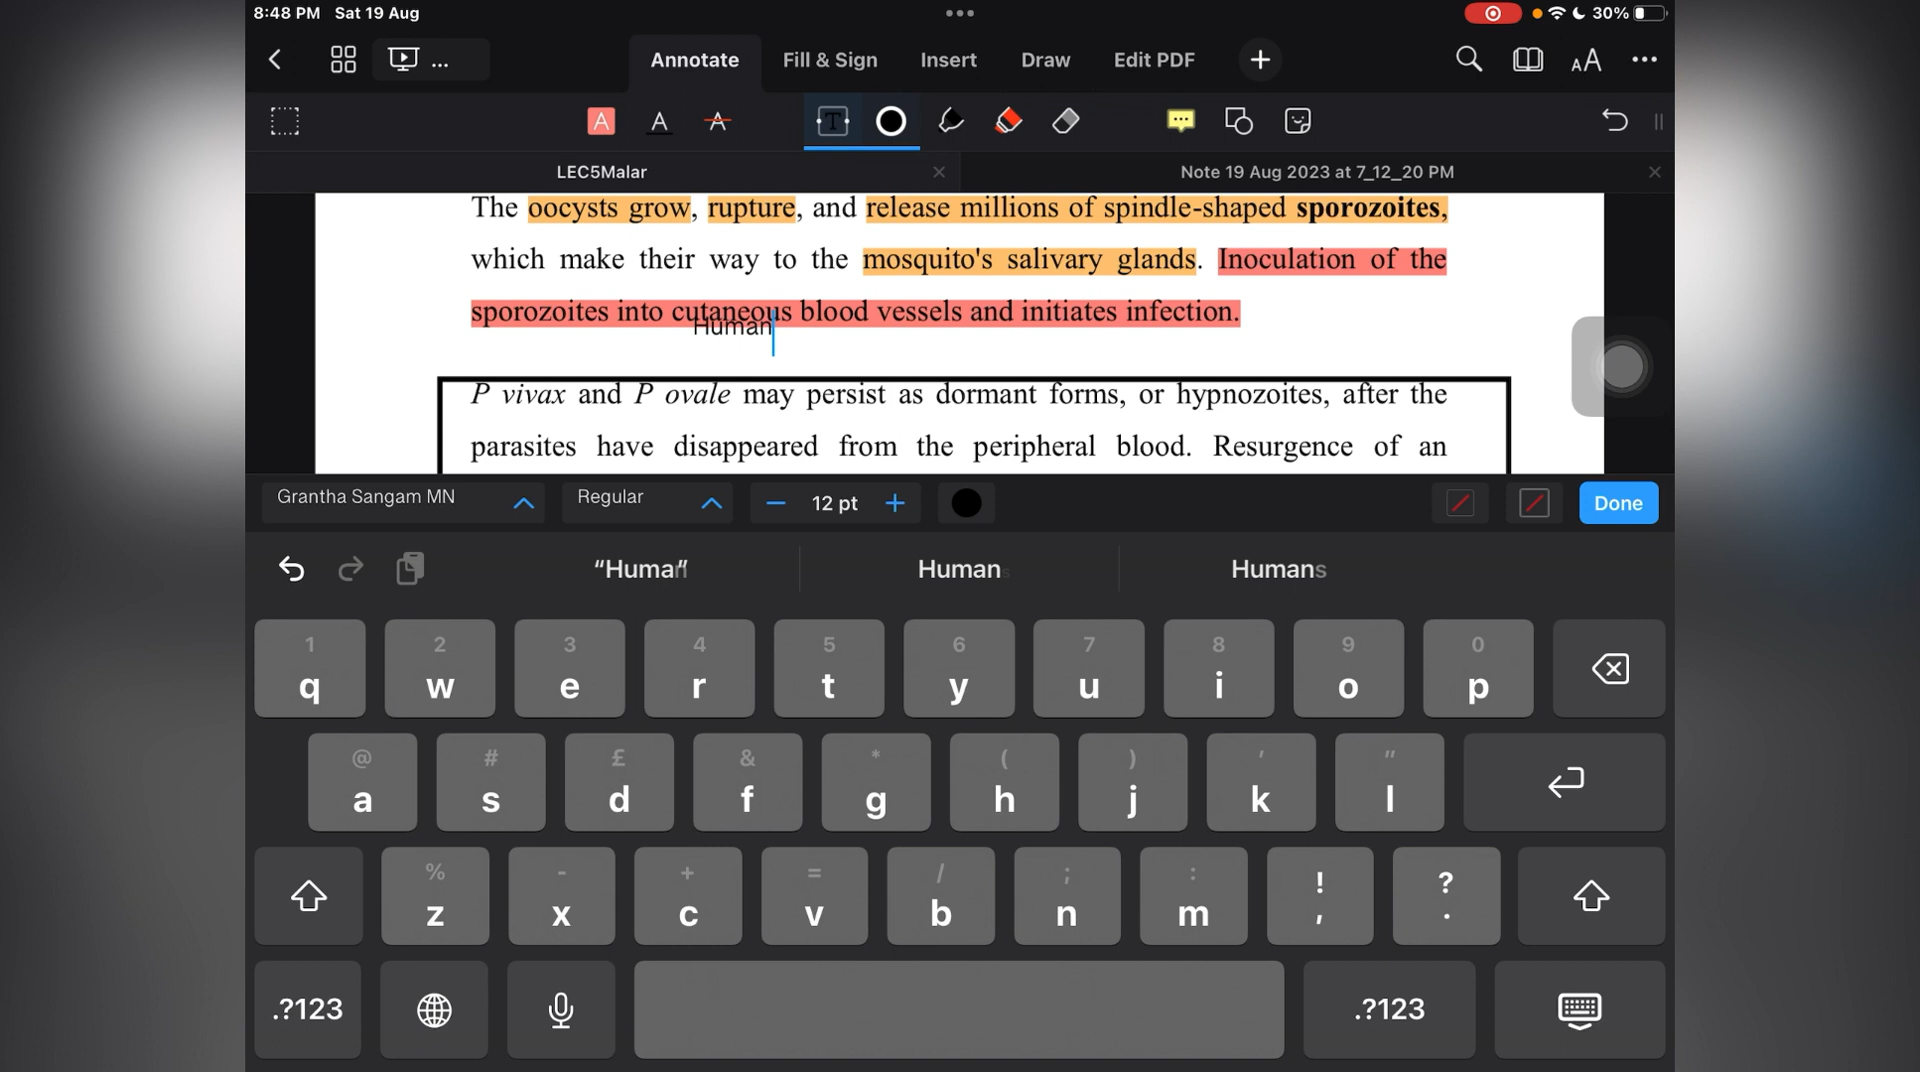 8:48 PM Sat 19 Aug
30%
...
Annotate
Fill & Sign
Insert
Draw
Edit PDF
AA
A
A
A
T
LEC5Malar
Note 19 Aug 2023 at 7_12_20 PM
The oocysts grow, rupture, and release millions of spindle-shaped sporozoites,
which make their way to the mosquito's salivary glands. Inoculation of the
sporozoites into cutaneous blood vessels and initiates infection.
Human
P vivax and P ovale may persist as dormant forms, or hypnozoites, after the
parasites have disappeared from the peripheral blood. Resurgence of an
Grantha Sangam MN
Regular
12 pt
Done
“Human”
Human
Humans
1 2 3 4 5 6 7 8 9 0
q w e r t y u i o p
@ # £ & * ( ) ' "
a s d f g h j k l
% - + = / ; : ! ?
z x c v b n m , .
.?123
.?123